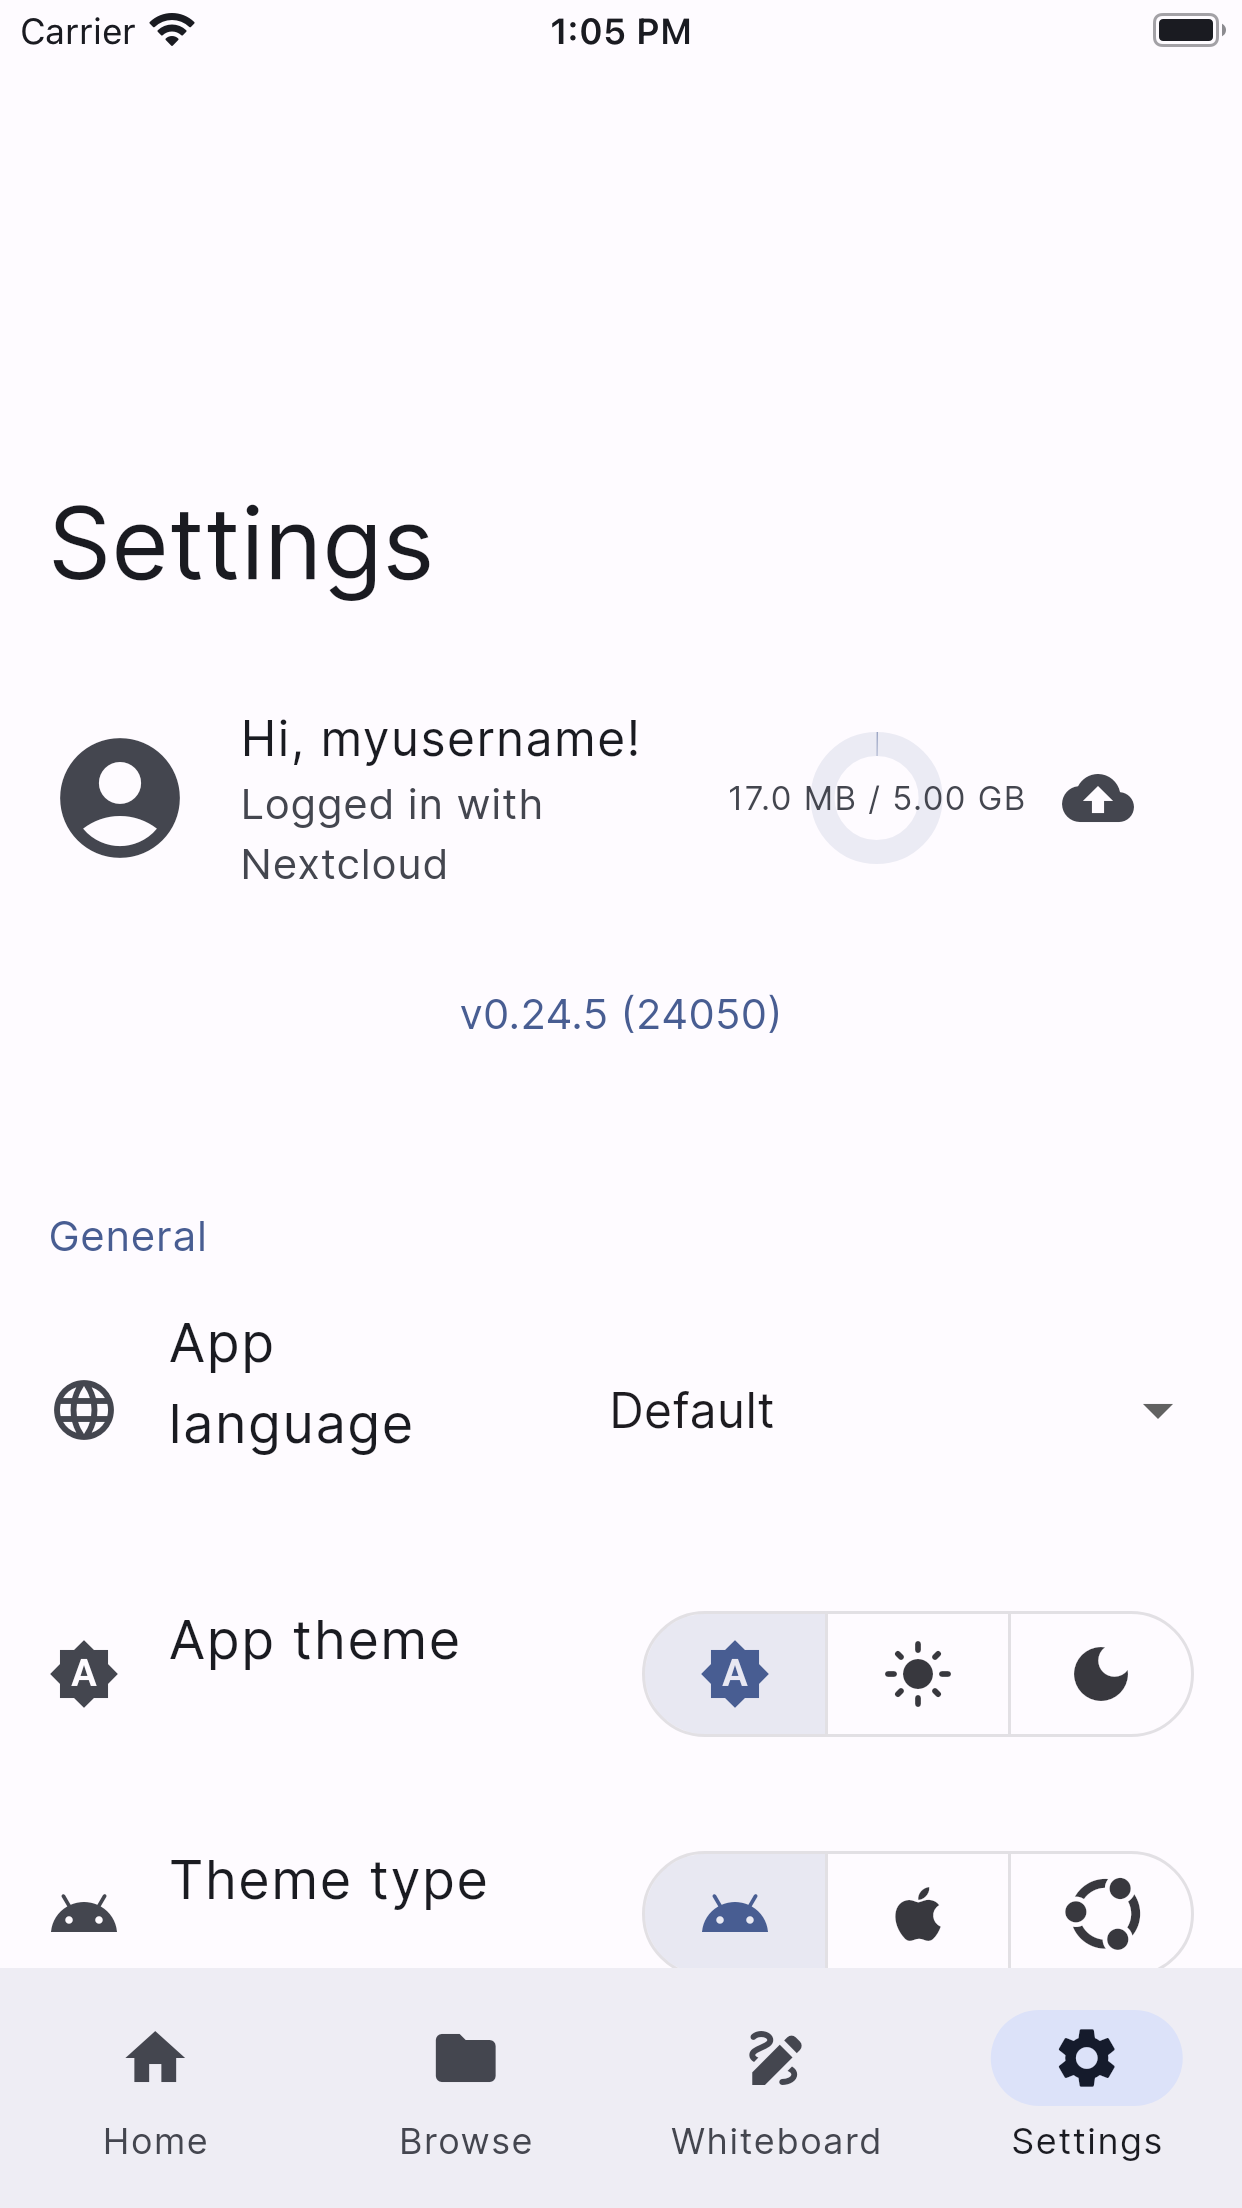 Carrier
1:05 PM
Settings
Hi, myusername!
Logged in with
Nextcloud
17.0 MB / 5.00 GB
v0.24.5 (24050)
General
App
language
Default
App theme
A
A
Theme type
Home
Browse
Whiteboard
Settings